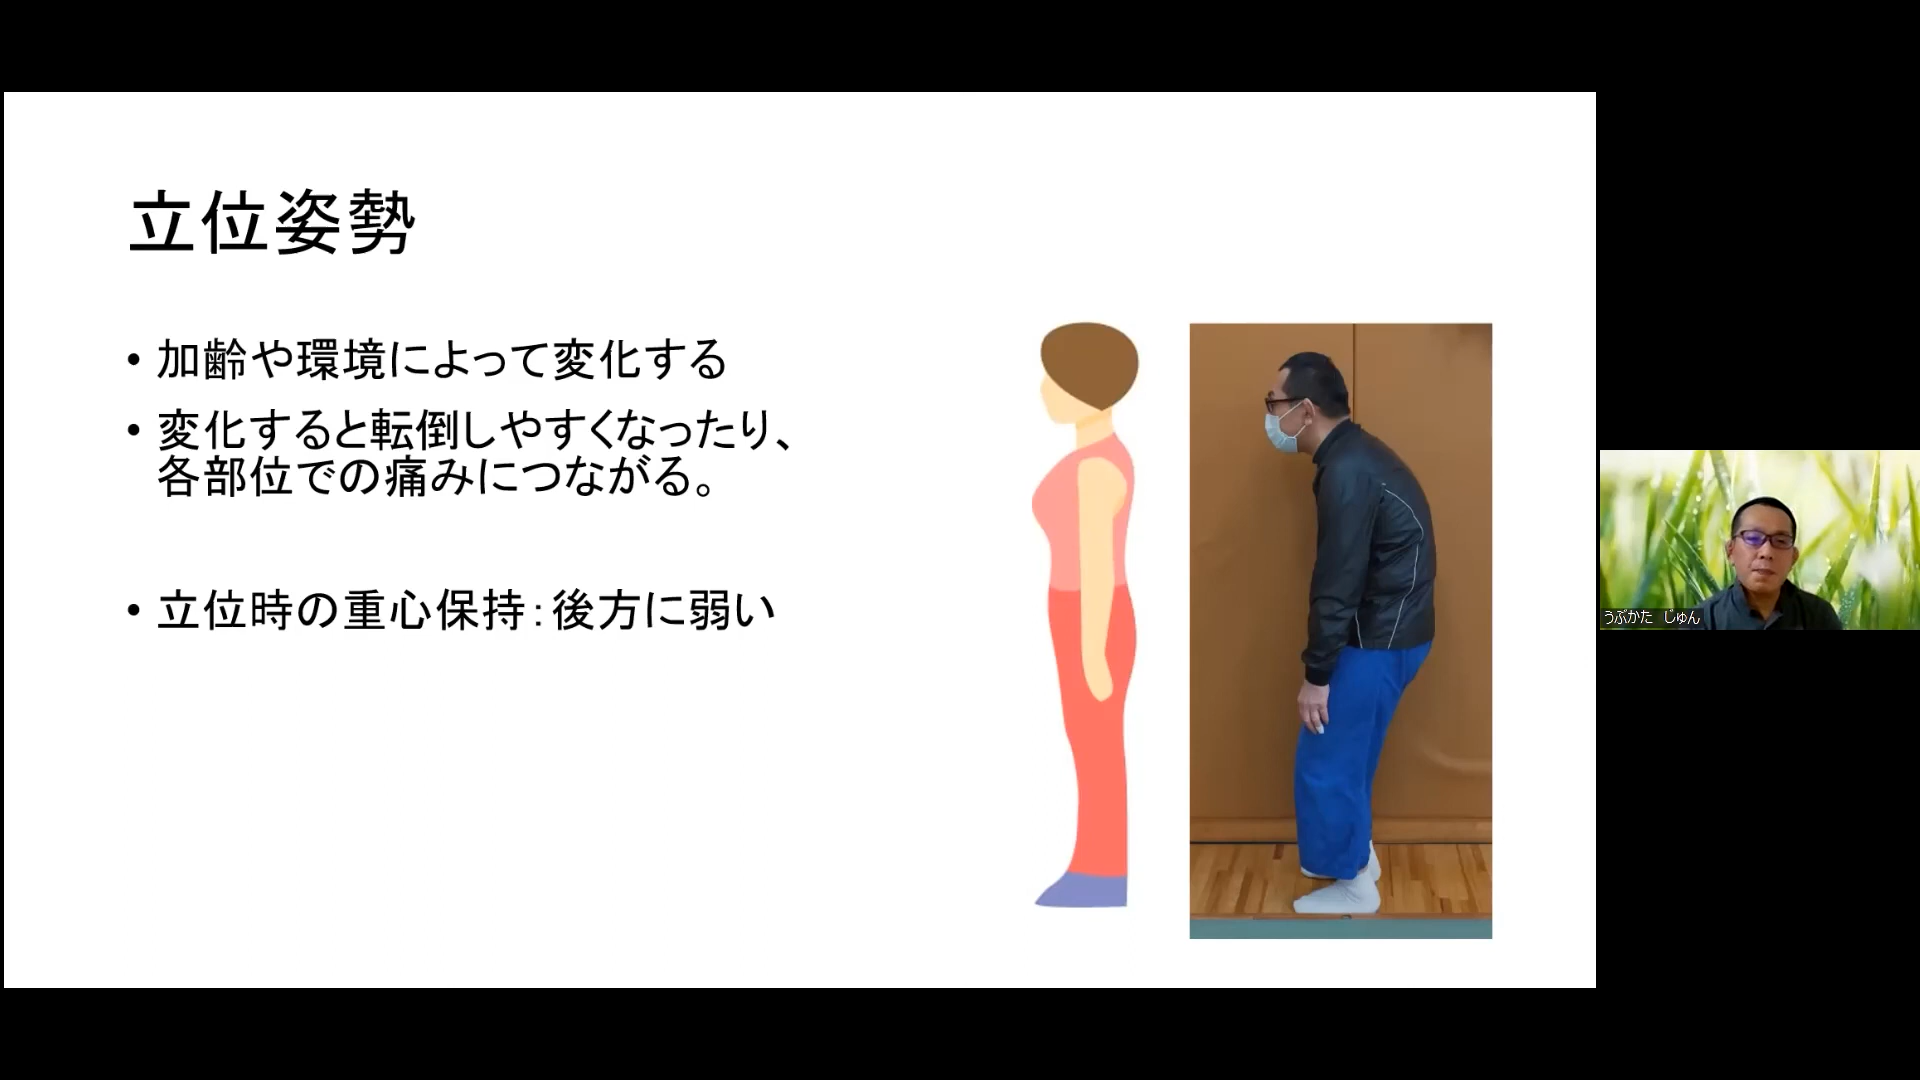 立位姿勢
• 加齢や環境によって変化する
• 変化すると転倒しやすくなったり、
各部位での痛みにつながる。
• 立位時の重心保持：後方に弱い
うぶかた　じゅん